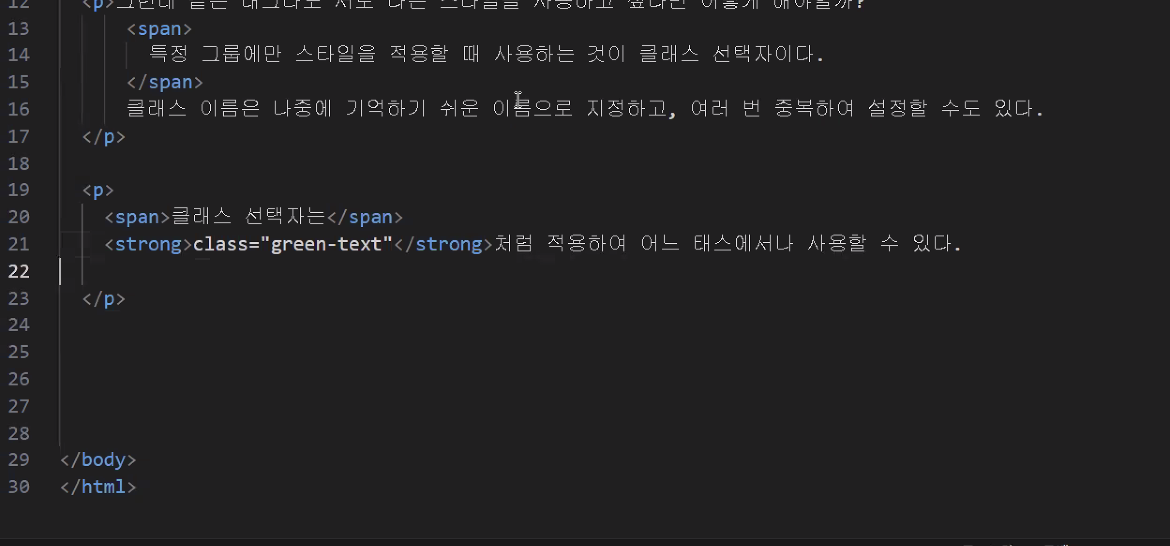 12 <p>그런데 같은 태그라도 서로 다른 스타일을 사용하고 싶다면 어떻게 해야할까?
13 <span>
14 특정 그룹에만 스타일을 적용할 때 사용하는 것이 클래스 선택자이다.
15 </span>
16 클래스 이름은 나중에 기억하기 쉬운 이름으로 지정하고, 여러 번 중복하여 설정할 수도 있다.
17 </p>
18
19 <p>
20 <span>클래스 선택자는</span>
21 <strong>class="green-text"</strong>처럼 적용하여 어느 태스에서나 사용할 수 있다.
22
23 </p>
24
25
26
27
28
29 </body>
30 </html>